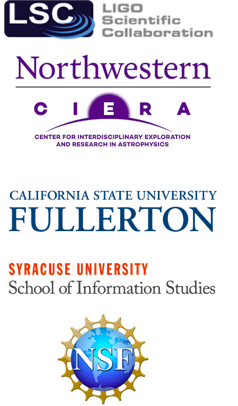 LSC
LIGO
Scientific
Collaboration
Northwestern
CIERA
CENTER FOR INTERDISCIPLINARY EXPLORATION
AND RESEARCH IN ASTROPHYSICS
CALIFORNIA STATE UNIVERSITY
FULLERTON
SYRACUSE UNIVERSITY
School of Information Studies
NSF